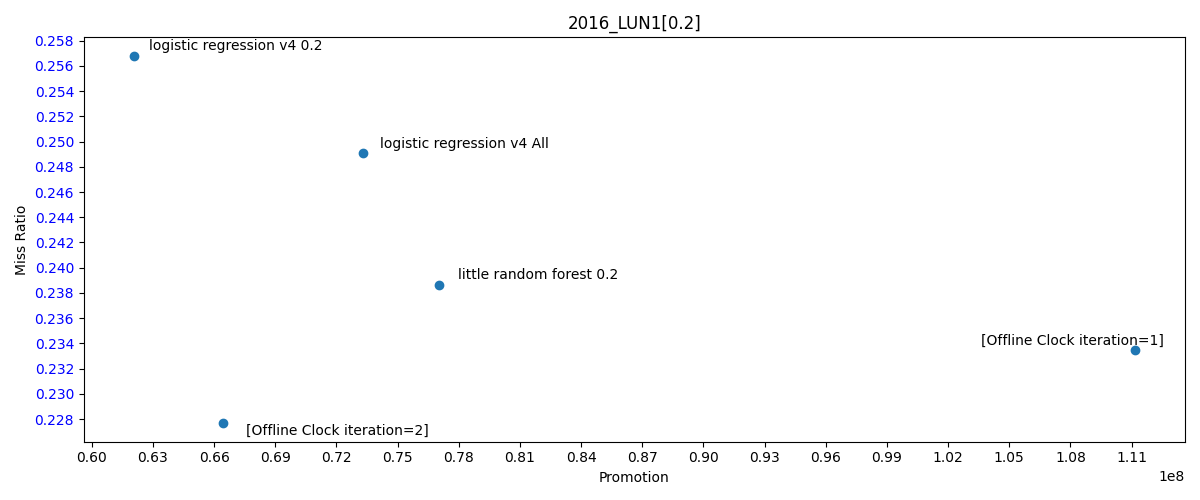 2016_LUN1[0.2]
0.258
0.256
0.254
0.252
0.250
0.248
0.246
0.244
0.242
0.240
0.238
0.236
0.234
0.232
0.230
0.228
Miss Ratio
logistic regression v4 0.2
logistic regression v4 All
little random forest 0.2
[Offline Clock iteration=1]
[Offline Clock iteration=2]
0.60 0.63 0.66 0.69 0.72 0.75 0.78 0.81 0.84 0.87 0.90 0.93 0.96 0.99 1.02 1.05 1.08 1.11
Promotion
1e8